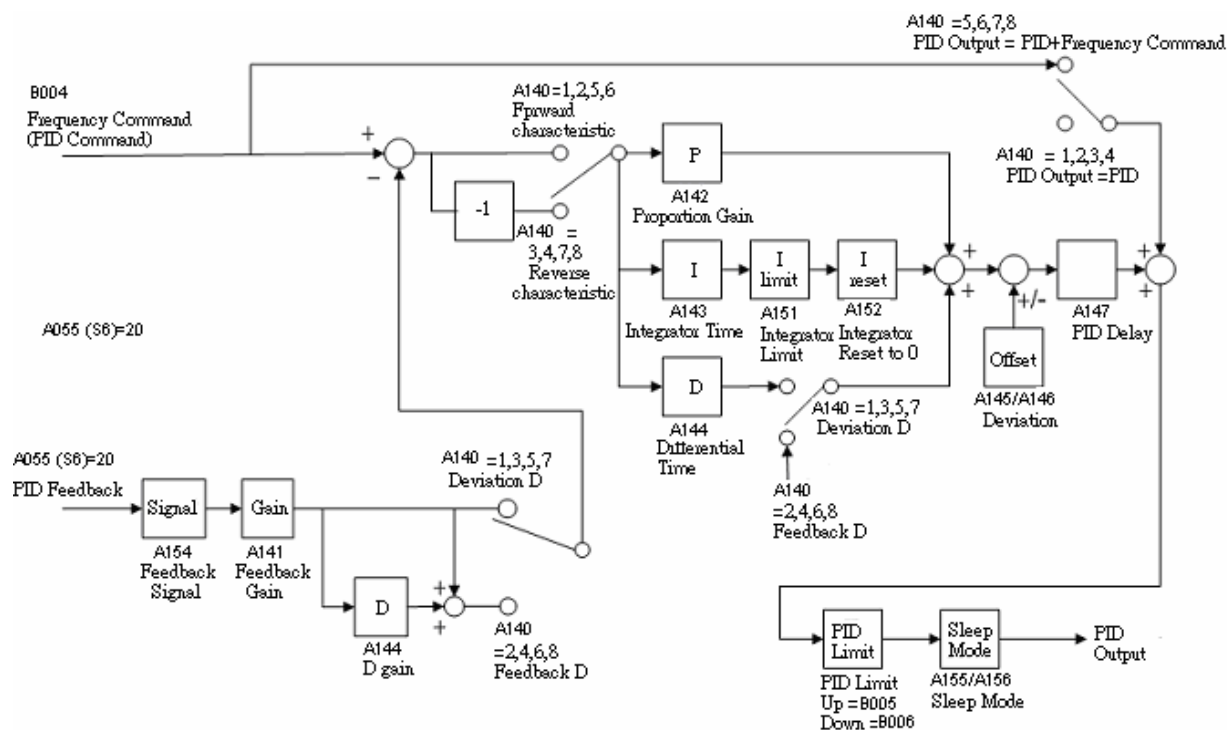 A140 =5,6,7,8
PID Output = PID+Frequency Command
B004
Frequency Command
(PID Command)
A140=1,2,5,6
Fprward
characteristic
+
−
-1
A140 =
3,4,7,8
Reverse
characteristic
P
A142
Proportion Gain
A140 = 1,2,3,4
PID Output =PID
I
A143
Integrator Time
I
limit
A151
Integrator
Limit
I
reset
A152
Integrator
Reset to 0
+
+
+/-
Offset
A145/A146
Deviation
A147
PID Delay
+
+
A055 (S6)=20
D
A144
Differential
Time
A140 =1,3,5,7
Deviation D
A140
=2,4,6,8
Feedback D
A055 (S6)=20
PID Feedback
Signal
A154
Feedback
Signal
Gain
A141
Feedback
Gain
A140 =1,3,5,7
Deviation D
D
A144
D gain
+
+
A140
=2,4,6,8
Feedback D
PID
Limit
PID Limit
Up =B005
Down =B006
Sleep
Mode
A155/A156
Sleep Mode
PID
Output